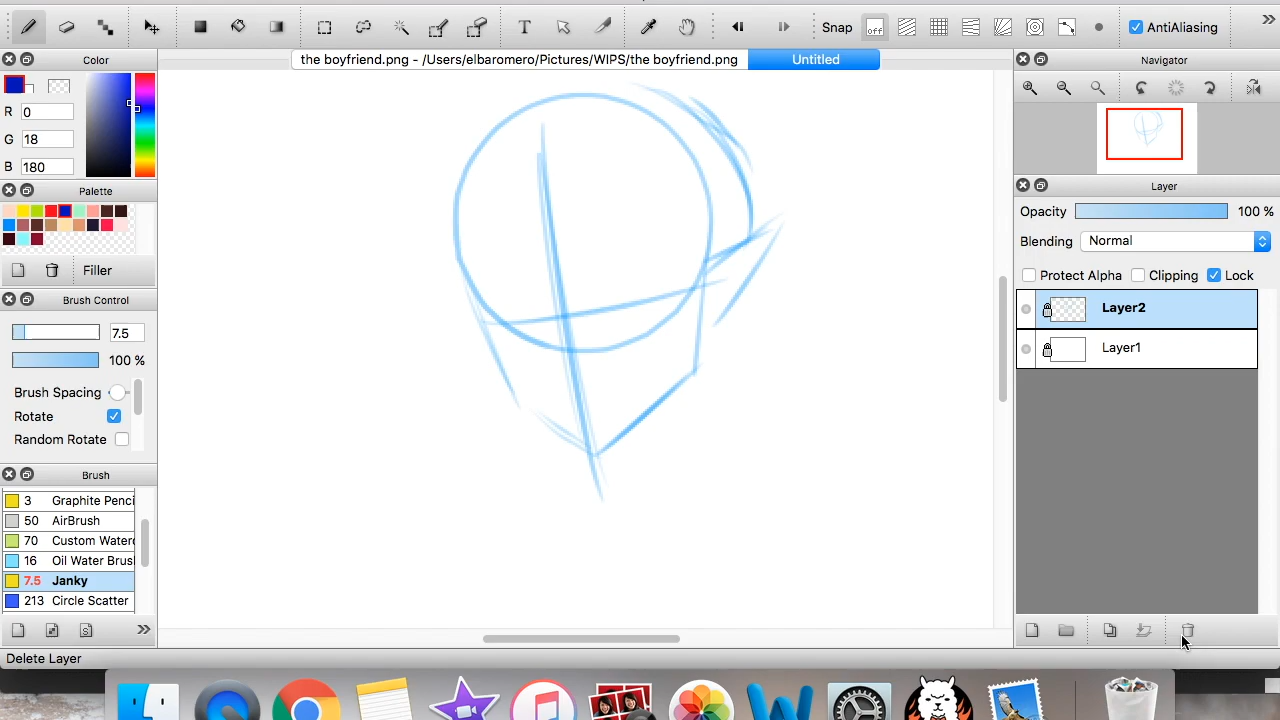 Snap
AntiAliasing
the boyfriend.png - /Users/elbaromero/Pictures/WIPS/the boyfriend.png
Untitled
Color
R 0
G 18
B 180
Palette
Filler
Brush Control
7.5
100 %
Brush Spacing
Rotate
Random Rotate
Brush
3 Graphite Penci
50 AirBrush
70 Custom Water
16 Oil Water Brus
7.5 Janky
213 Circle Scatter
Delete Layer
Navigator
Layer
Opacity 100 %
Blending Normal
Protect Alpha Clipping Lock
Layer2
Layer1